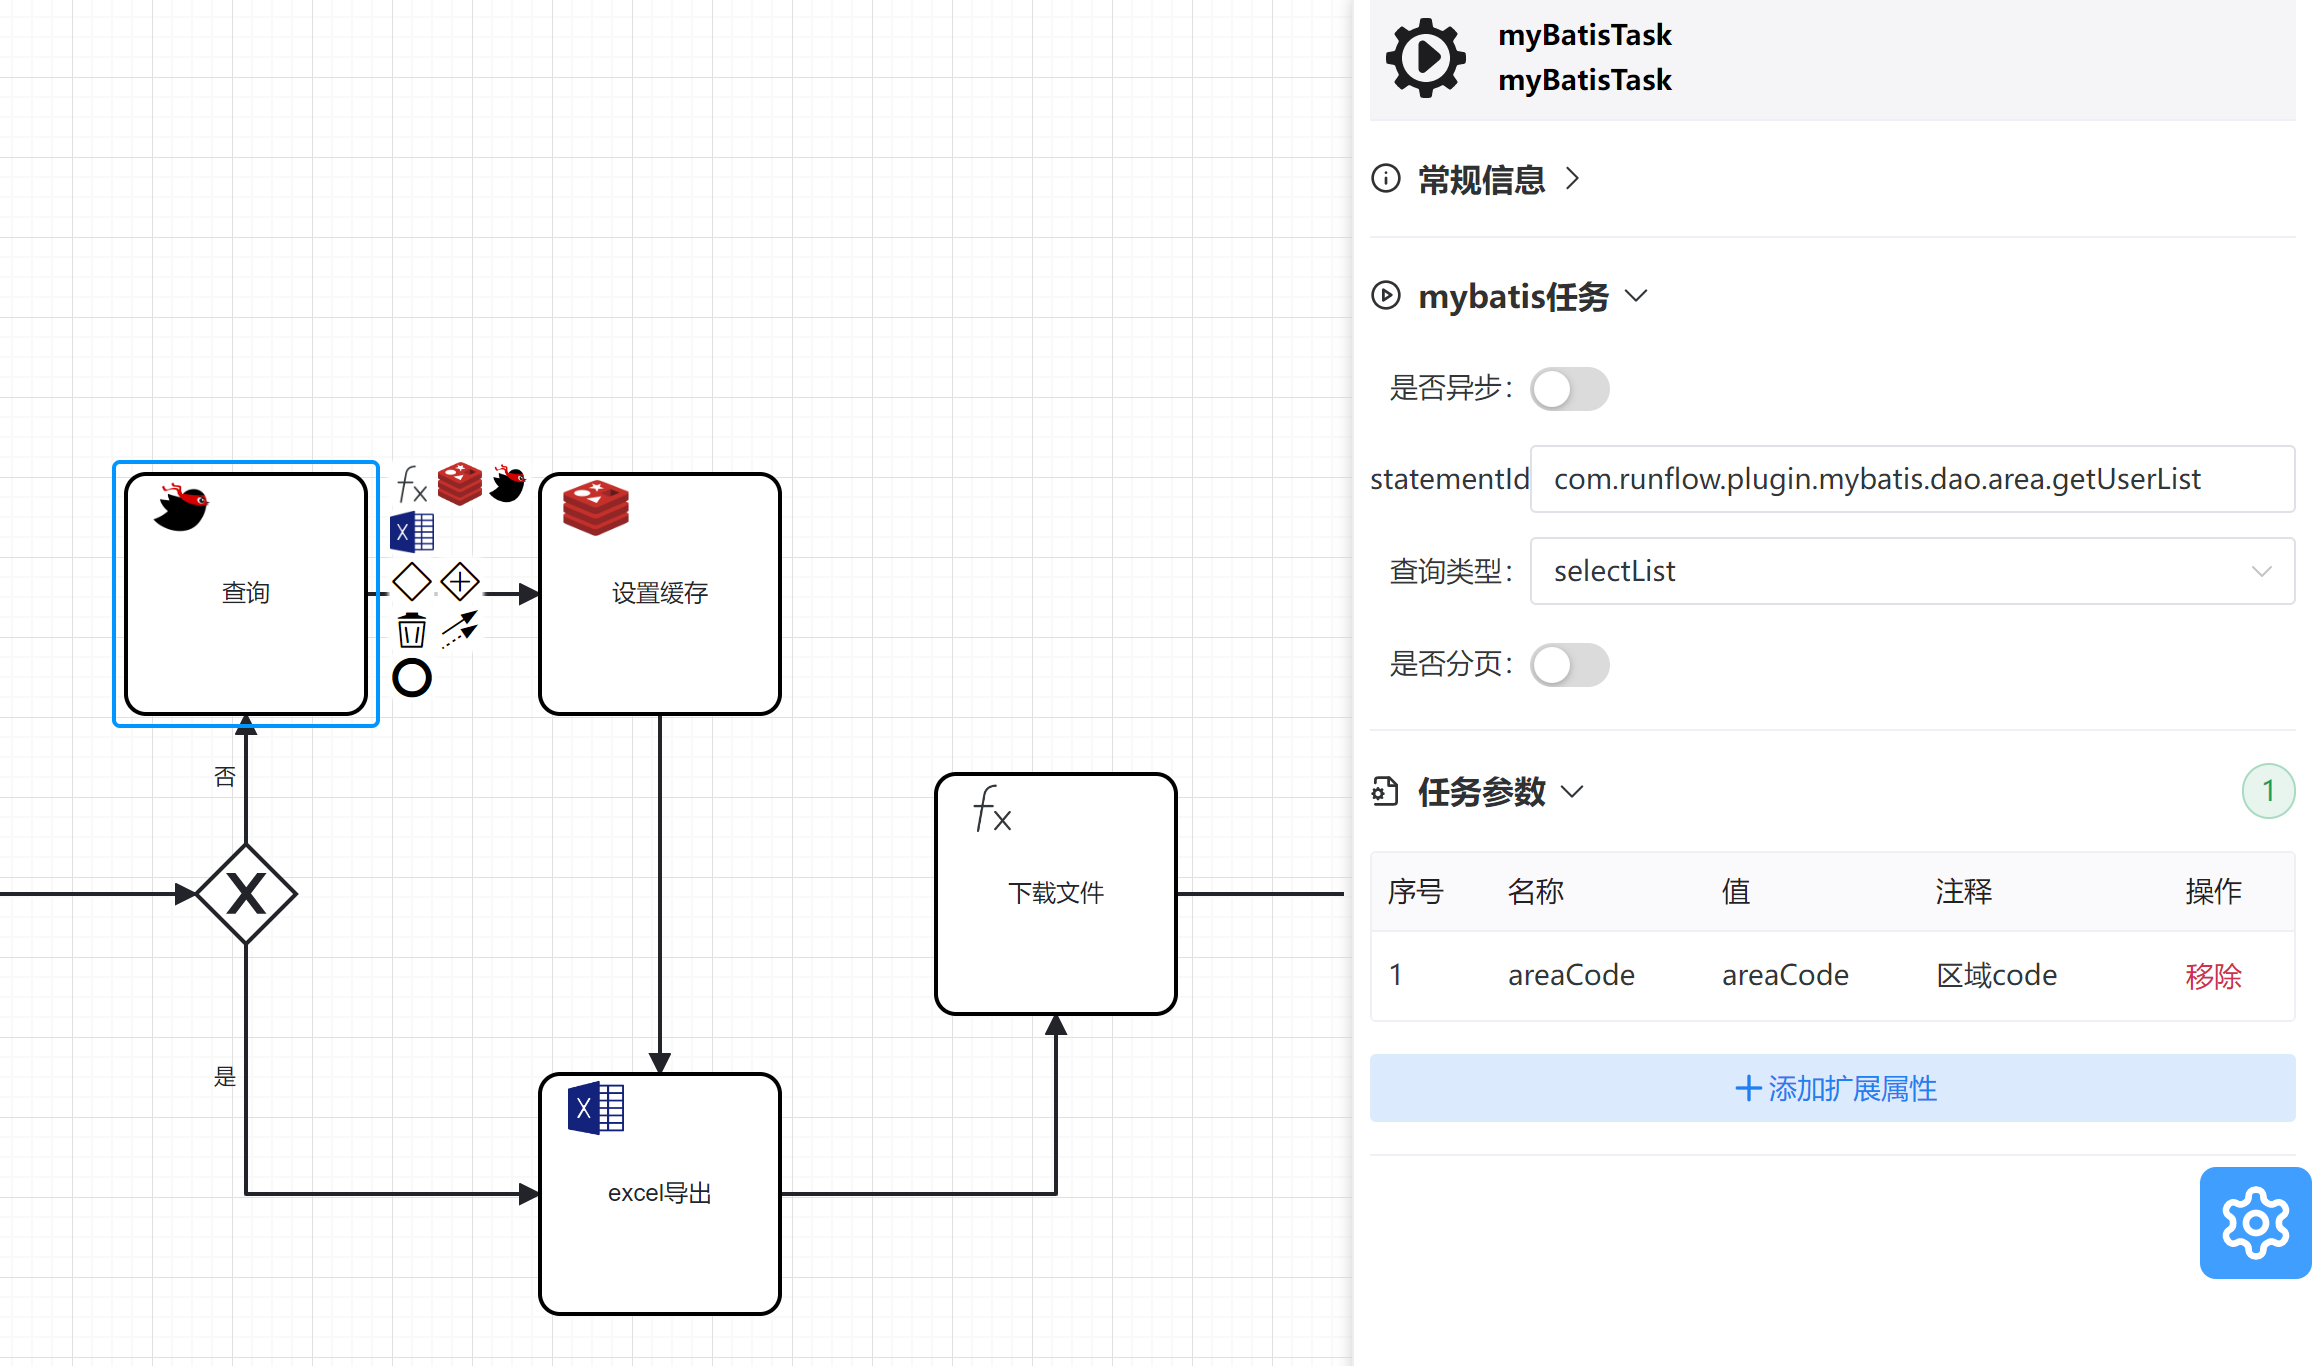 查询
设置缓存
否
下载文件
是
excel导出
myBatisTask
myBatisTask
常规信息
mybatis任务
是否异步：
statementId com.runflow.plugin.mybatis.dao.area.getUserList
查询类型： selectList
是否分页：
任务参数 1
序号 名称 值 注释 操作
1 areaCode areaCode 区域code 移除
添加扩展属性